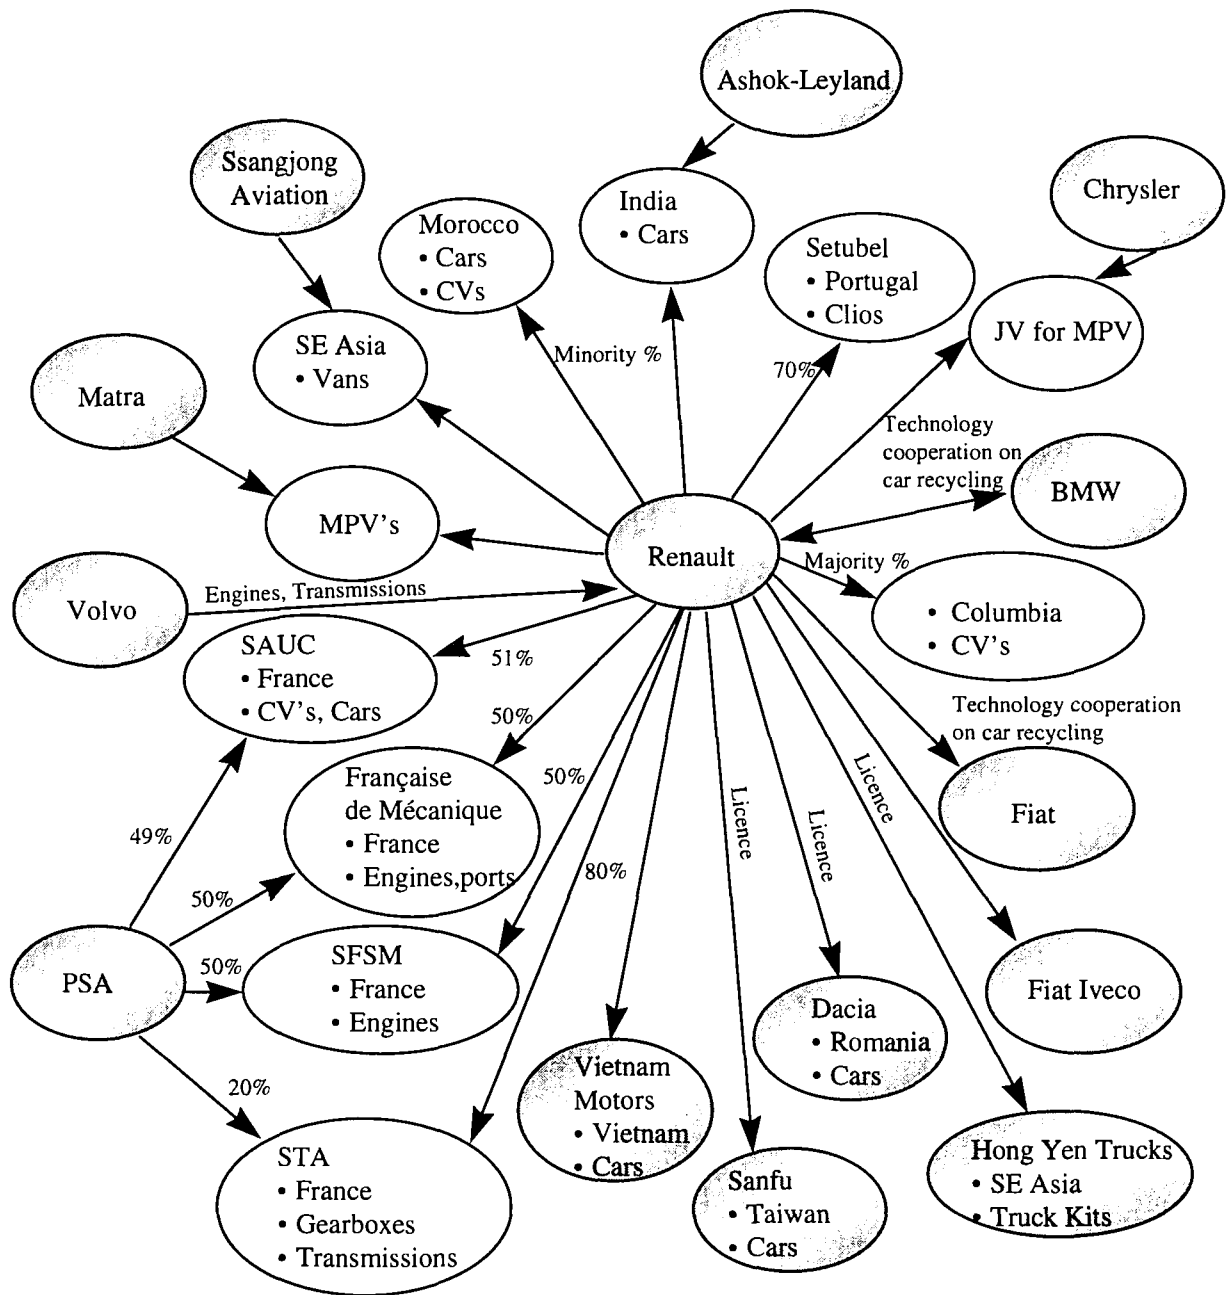 Ashok-Leyland
Ssangjong
Aviation
Chrysler
Morocco
• Cars
• CVs
India
• Cars
Setubel
• Portugal
• Clios
JV for MPV
SE Asia
• Vans
Minority %
70%
Matra
Technology
cooperation on
car recycling
BMW
MPV's
Renault
Majority %
Volvo
Engines, Transmissions
• Columbia
• CV's
SAUC
• France
• CV's, Cars
51%
50%
Technology cooperation
on car recycling
Française
de Mécanique
• France
• Engines,ports
50%
Licence
Licence
Licence
Fiat
49%
50%
80%
PSA
50%
SFSM
• France
• Engines
Fiat Iveco
Dacia
• Romania
• Cars
20%
Vietnam
Motors
• Vietnam
• Cars
STA
• France
• Gearboxes
• Transmissions
Sanfu
• Taiwan
• Cars
Hong Yen Trucks
• SE Asia
• Truck Kits